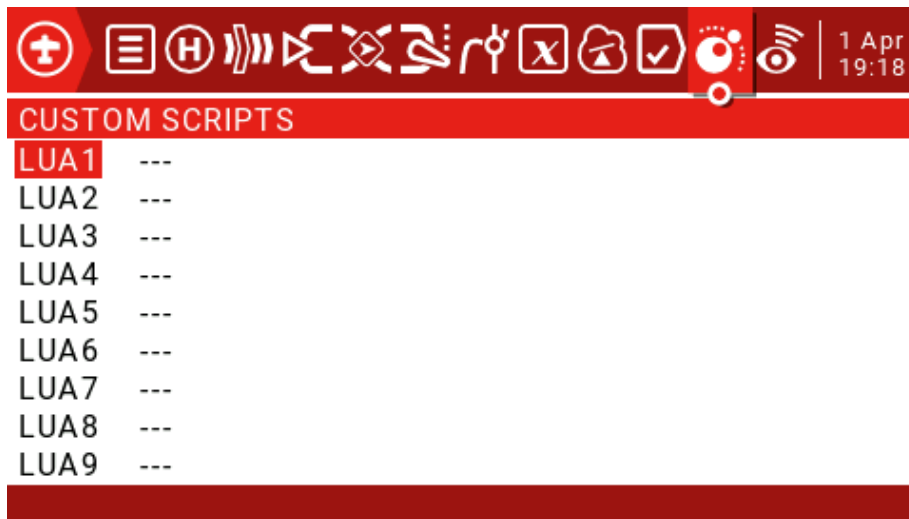 H x 1 Apr
19:18
CUSTOM SCRIPTS
LUA1 ---
LUA2 ---
LUA3 ---
LUA4 ---
LUA5 ---
LUA6 ---
LUA7 ---
LUA8 ---
LUA9 ---